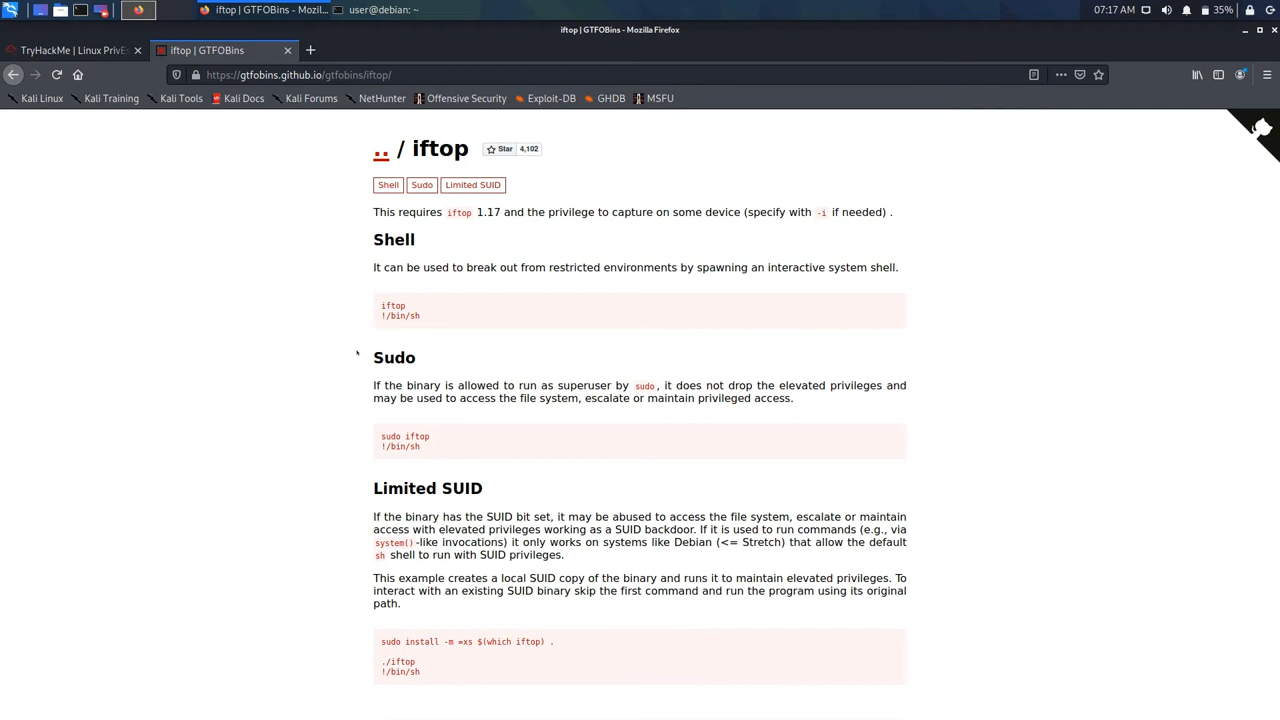 iftop | GTFOBins - Mozil...
user@debian: ~
07:17 AM
35%
iftop | GTFOBins - Mozilla Firefox
TryHackMe | Linux PrivEs
iftop | GTFOBins
https://gtfobins.github.io/gtfobins/iftop/
Kali Linux
Kali Training
Kali Tools
Kali Docs
Kali Forums
NetHunter
Offensive Security
Exploit-DB
GHDB
MSFU
.. / iftop
Star 4,102
Shell
Sudo
Limited SUID
This requires iftop 1.17 and the privilege to capture on some device (specify with -i if needed) .
Shell
It can be used to break out from restricted environments by spawning an interactive system shell.
iftop
!/bin/sh
Sudo
If the binary is allowed to run as superuser by sudo, it does not drop the elevated privileges and
may be used to access the file system, escalate or maintain privileged access.
sudo iftop
!/bin/sh
Limited SUID
If the binary has the SUID bit set, it may be abused to access the file system, escalate or maintain
access with elevated privileges working as a SUID backdoor. If it is used to run commands (e.g., via
system()-like invocations) it only works on systems like Debian (<= Stretch) that allow the default
sh shell to run with SUID privileges.
This example creates a local SUID copy of the binary and runs it to maintain elevated privileges. To
interact with an existing SUID binary skip the first command and run the program using its original
path.
sudo install -m =xs $(which iftop) .
./iftop
!/bin/sh